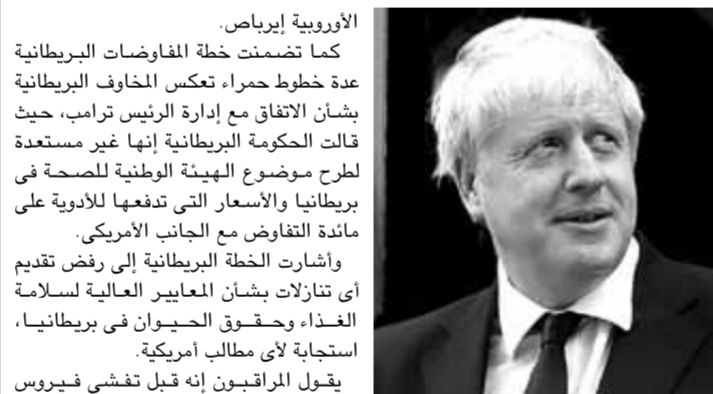 الأوروبية إيرباص.
كما تضمنت خطة المفاوضات البريطانية
عدة خطوط حمراء تعكس المخاوف البريطانية
بشأن الاتفاق مع إدارة الرئيس ترامب، حيث
قالت الحكومة البريطانية إنها غير مستعدة
لطرح موضوع الهيئة الوطنية للصحة فى
بريطانيا والأسعار التى تدفعها للأدوية على
مائدة التفاوض مع الجانب الأمريكى.
وأشارت الخطة البريطانية إلى رفض تقديم
أى تنازلات بشأن المعايير العالية لسلامة
الغذاء وحقوق الحيوان فى بريطانيا،
استجابة لأى مطالب أمريكية.
يقول المراقبون إنه قبل تفشى فيروس